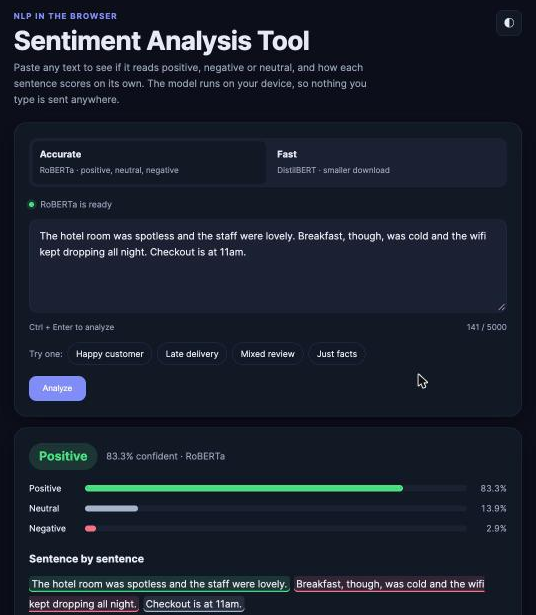 NLP IN THE BROWSER
Sentiment Analysis Tool
Paste any text to see if it reads positive, negative or neutral, and how each
sentence scores on its own. The model runs on your device, so nothing you
type is sent anywhere.
Accurate
RoBERTa · positive, neutral, negative
Fast
DistilBERT · smaller download
RoBERTa is ready
The hotel room was spotless and the staff were lovely. Breakfast, though, was cold and the wifi
kept dropping all night. Checkout is at 11am.
Ctrl + Enter to analyze
141 / 5000
Try one: Happy customer Late delivery Mixed review Just facts
Analyze
Positive 83.3% confident · RoBERTa
Positive 83.3%
Neutral 13.9%
Negative 2.9%
Sentence by sentence
The hotel room was spotless and the staff were lovely. Breakfast, though, was cold and the wifi
kept dropping all night. Checkout is at 11am.